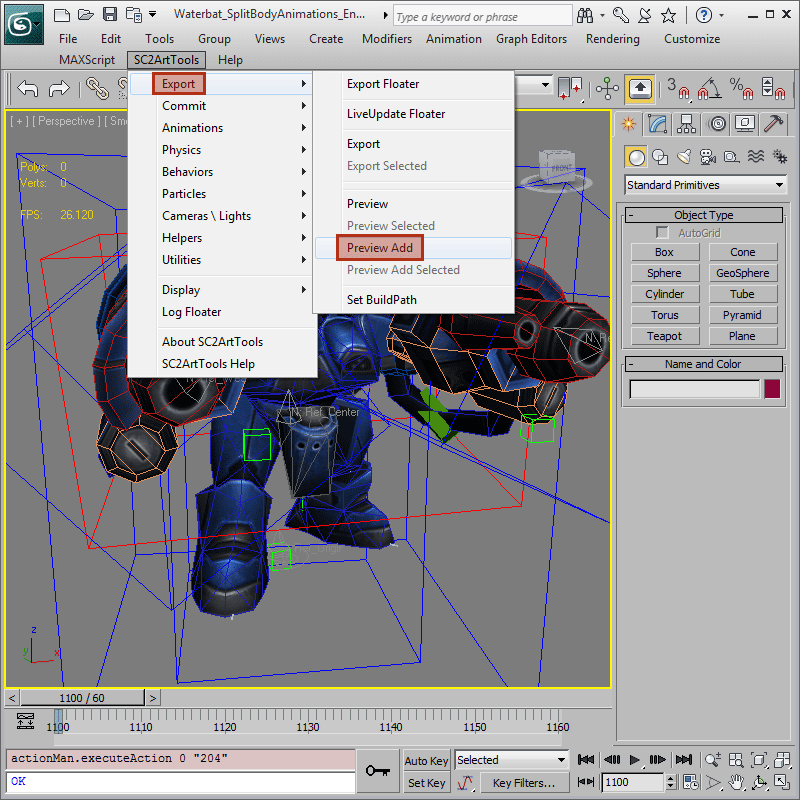 Waterbat_SplitBodyAnimations_En...
Type a keyword or phrase
File Edit Tools Group Views Create Modifiers Animation Graph Editors Rendering Customize
MAXScript SC2ArtTools Help
Export
Commit
Animations
Physics
Behaviors
Particles
Cameras \ Lights
Helpers
Utilities
Display
Log Floater
About SC2ArtTools
SC2ArtTools Help
Export Floater
LiveUpdate Floater
Export
Export Selected
Preview
Preview Selected
Preview Add
Preview Add Selected
Set BuildPath
3
[ + ] [ Perspective ] [ Sm
Polys: 0
Verts: 0
FPS: 26.120
FRONT
N: Ref_Center
z
y
x
Standard Primitives
- Object Type
AutoGrid
Box Cone
Sphere GeoSphere
Cylinder Tube
Torus Pyramid
Teapot Plane
- Name and Color
< 1100 / 60 >
1100 1110 1120 1130 1140 1150 1160
actionMan.executeAction 0 "204"
OK
Auto Key Selected
Set Key Key Filters...
1100